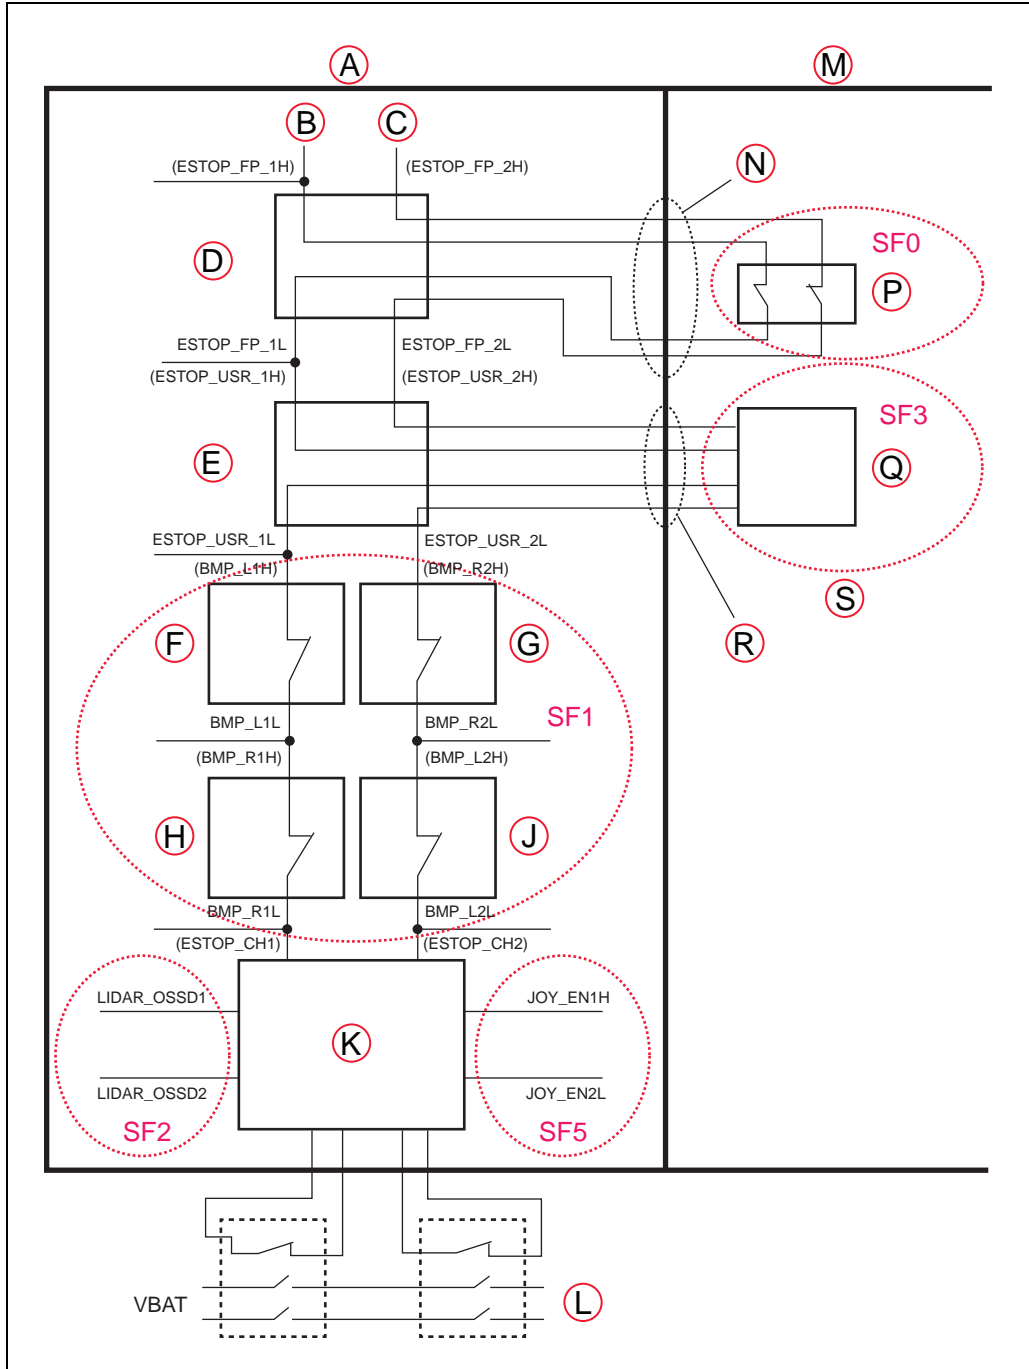 A
M
B
C
(ESTOP_FP_1H)
(ESTOP_FP_2H)
N
D
SF0
P
ESTOP_FP_1L
(ESTOP_USR_1H)
ESTOP_FP_2L
(ESTOP_USR_2H)
E
SF3
Q
ESTOP_USR_1L
(BMP_L1H)
ESTOP_USR_2L
(BMP_R2H)
S
F
G
R
SF1
BMP_L1L
(BMP_R1H)
BMP_R2L
(BMP_L2H)
H
J
BMP_R1L
(ESTOP_CH1)
BMP_L2L
(ESTOP_CH2)
LIDAR_OSSD1
JOY_EN1H
K
LIDAR_OSSD2
JOY_EN2L
SF2
SF5
VBAT
L